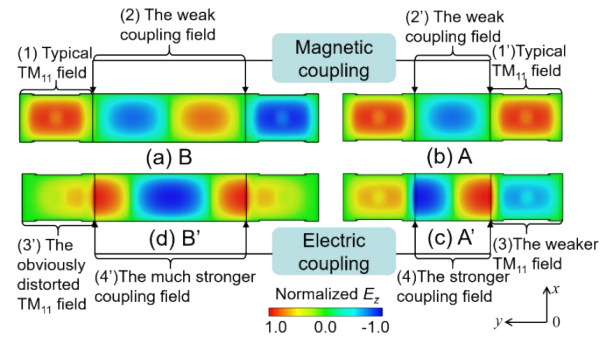 (2) The weak
coupling field
(1) Typical
TM₁₁ field
Magnetic
coupling
(2') The weak
coupling field
(1')Typical
TM₁₁ field
(a) B
(b) A
(d) B'
(c) A'
(3') The
obviously
distorted
TM₁₁ field
(4')The much stronger
coupling field
Electric
coupling
(4)The stronger
coupling field
(3)The weaker
TM₁₁ field
Normalized E_z
1.0 0.0 -1.0
x
y
0